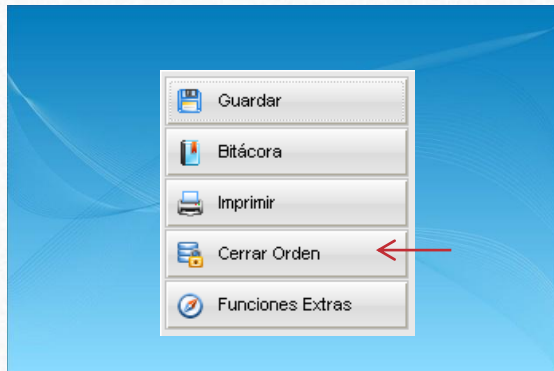 Guardar
Bitácora
Imprimir
Cerrar Orden
Funciones Extras